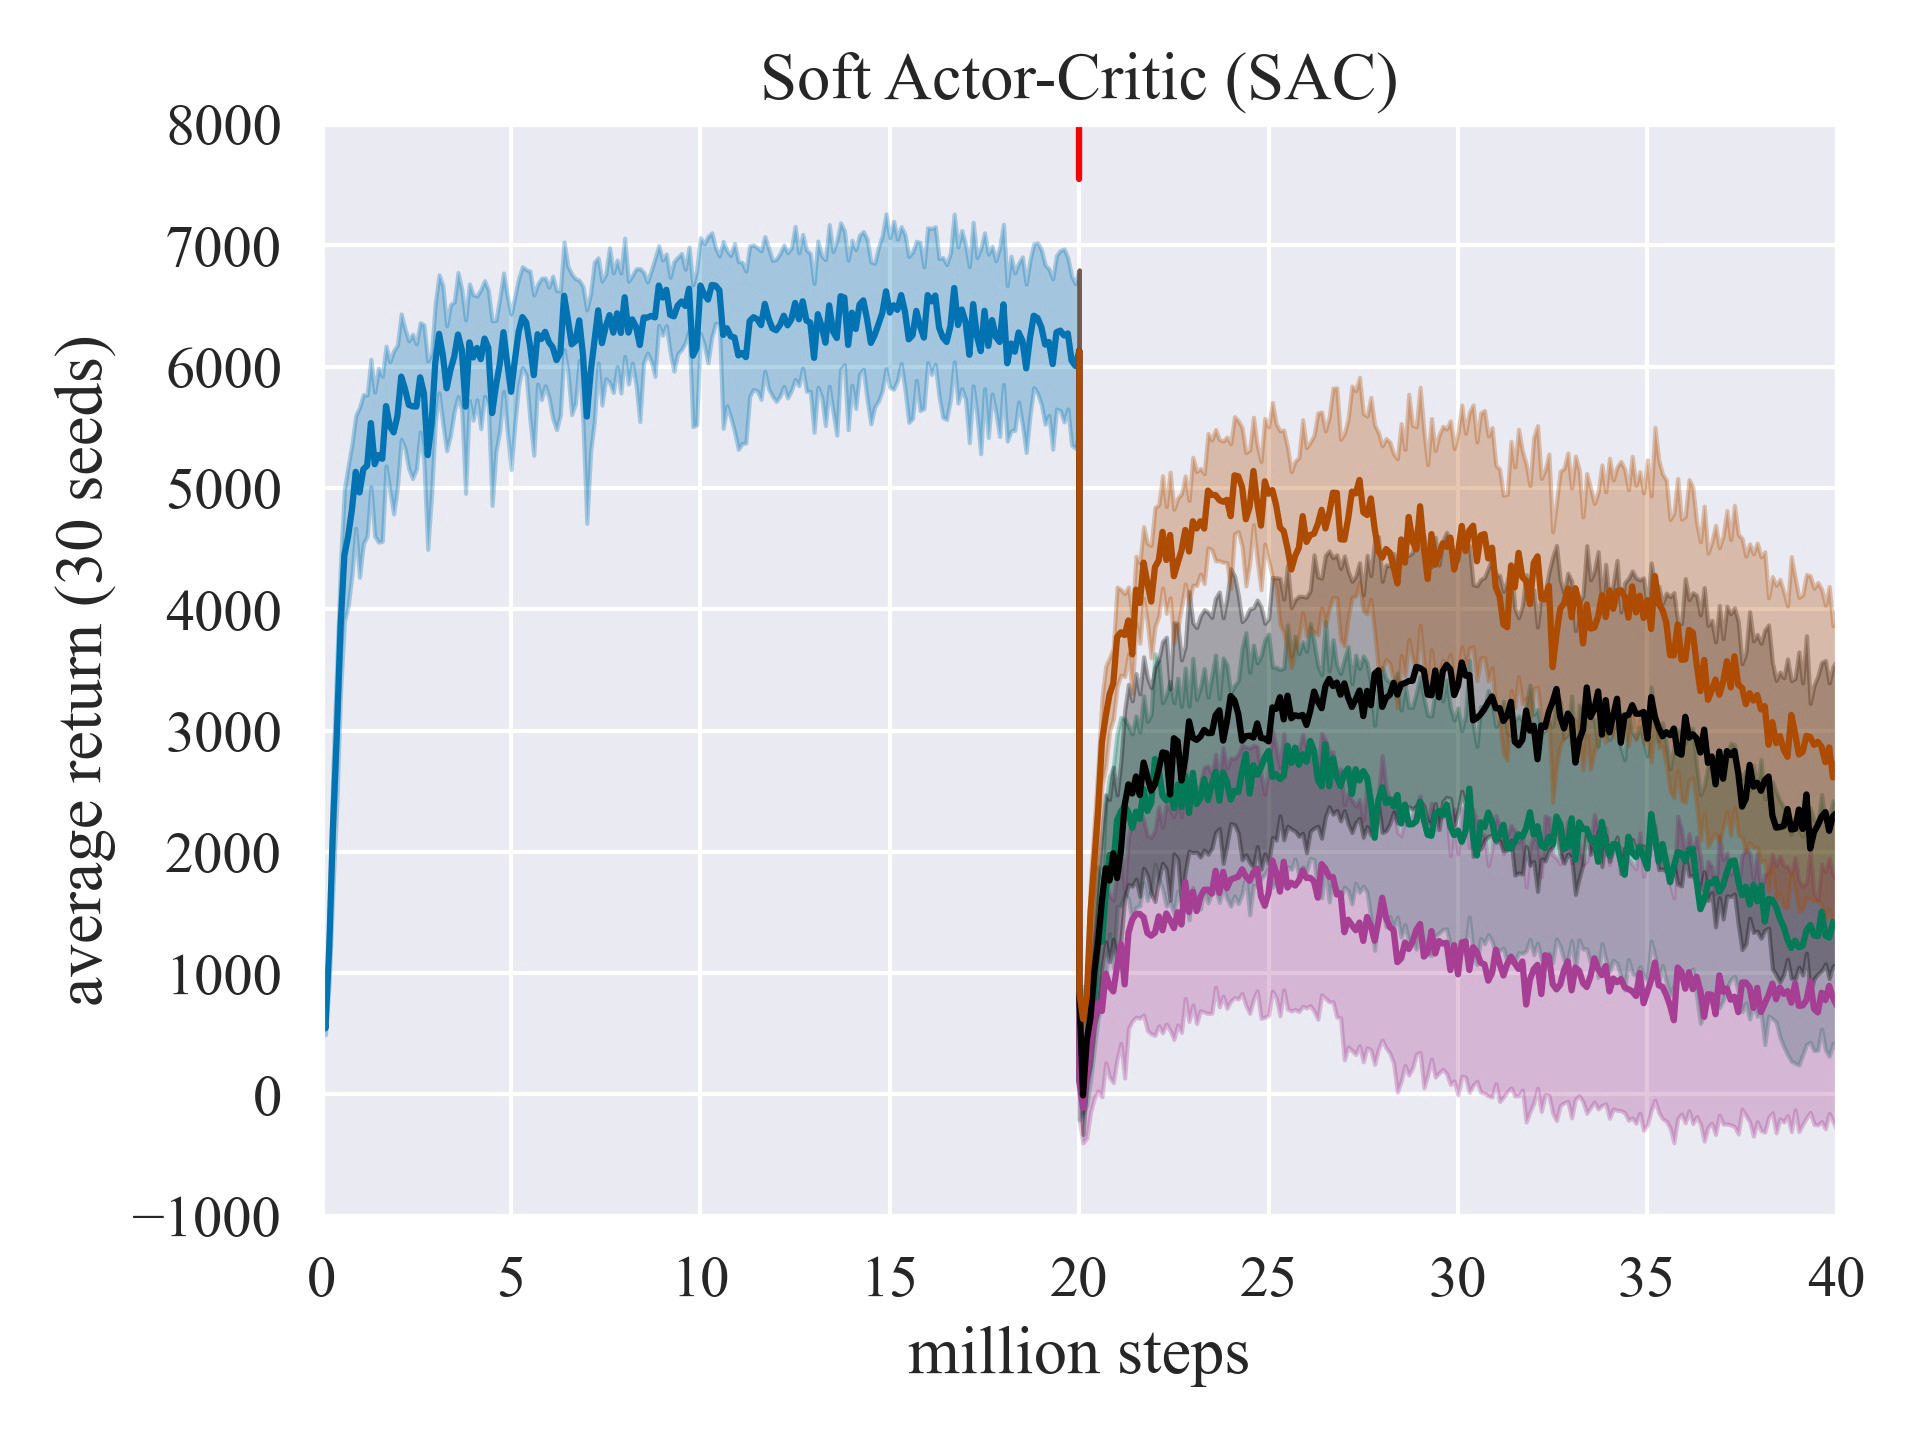 Soft Actor-Critic (SAC)
8000
7000
6000
5000
4000
3000
2000
1000
0
−1000
average return (30 seeds)
0 5 10 15 20 25 30 35 40
million steps